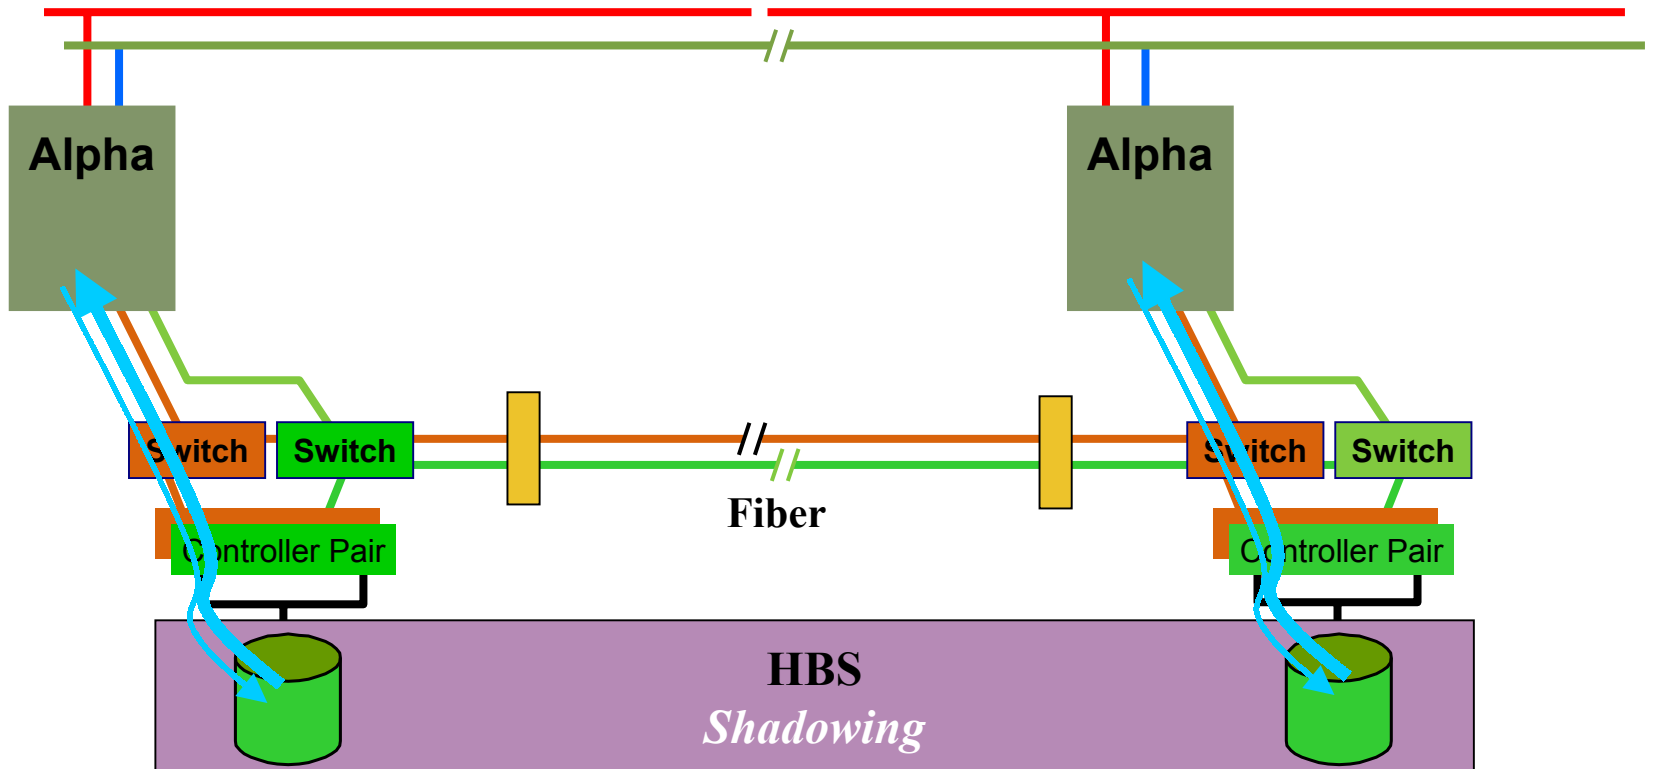 Alpha
Alpha
Switch
Switch
Switch
Switch
Fiber
Controller Pair
Controller Pair
HBS
Shadowing